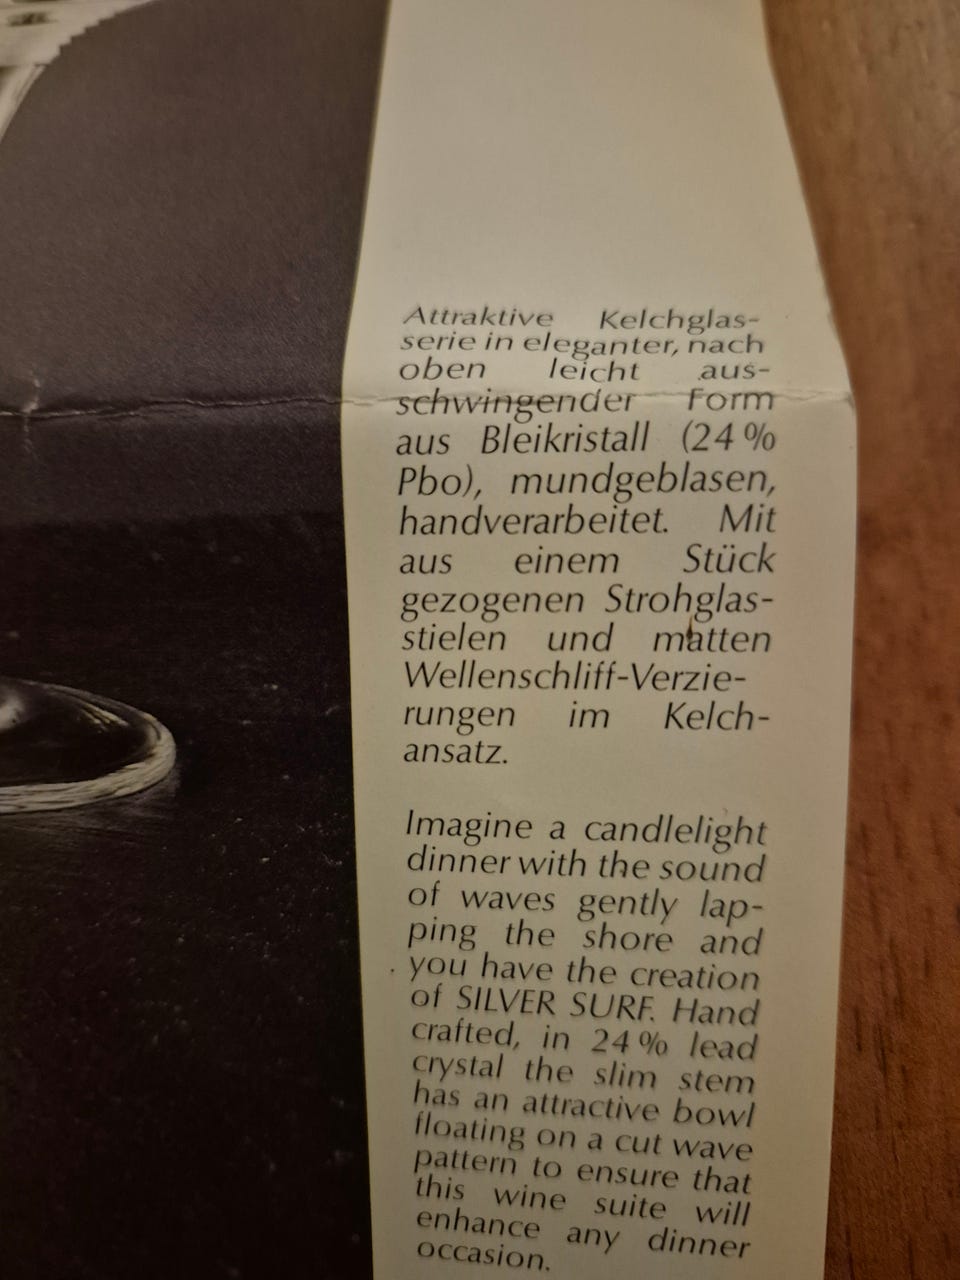 Attraktive Kelchglas-
serie in eleganter, nach
oben leicht aus-
schwingender Form
aus Bleikristall (24 %
Pbo), mundgeblasen,
handverarbeitet. Mit
aus einem Stück
gezogenen Strohglas-
stielen und matten
Wellenschliff-Verzie-
rungen im Kelch-
ansatz.
Imagine a candlelight
dinner with the sound
of waves gently lap-
ping the shore and
you have the creation
of SILVER SURF. Hand
crafted, in 24 % lead
crystal the slim stem
has an attractive bowl
floating on a cut wave
pattern to ensure that
this wine suite will
enhance any dinner
occasion.